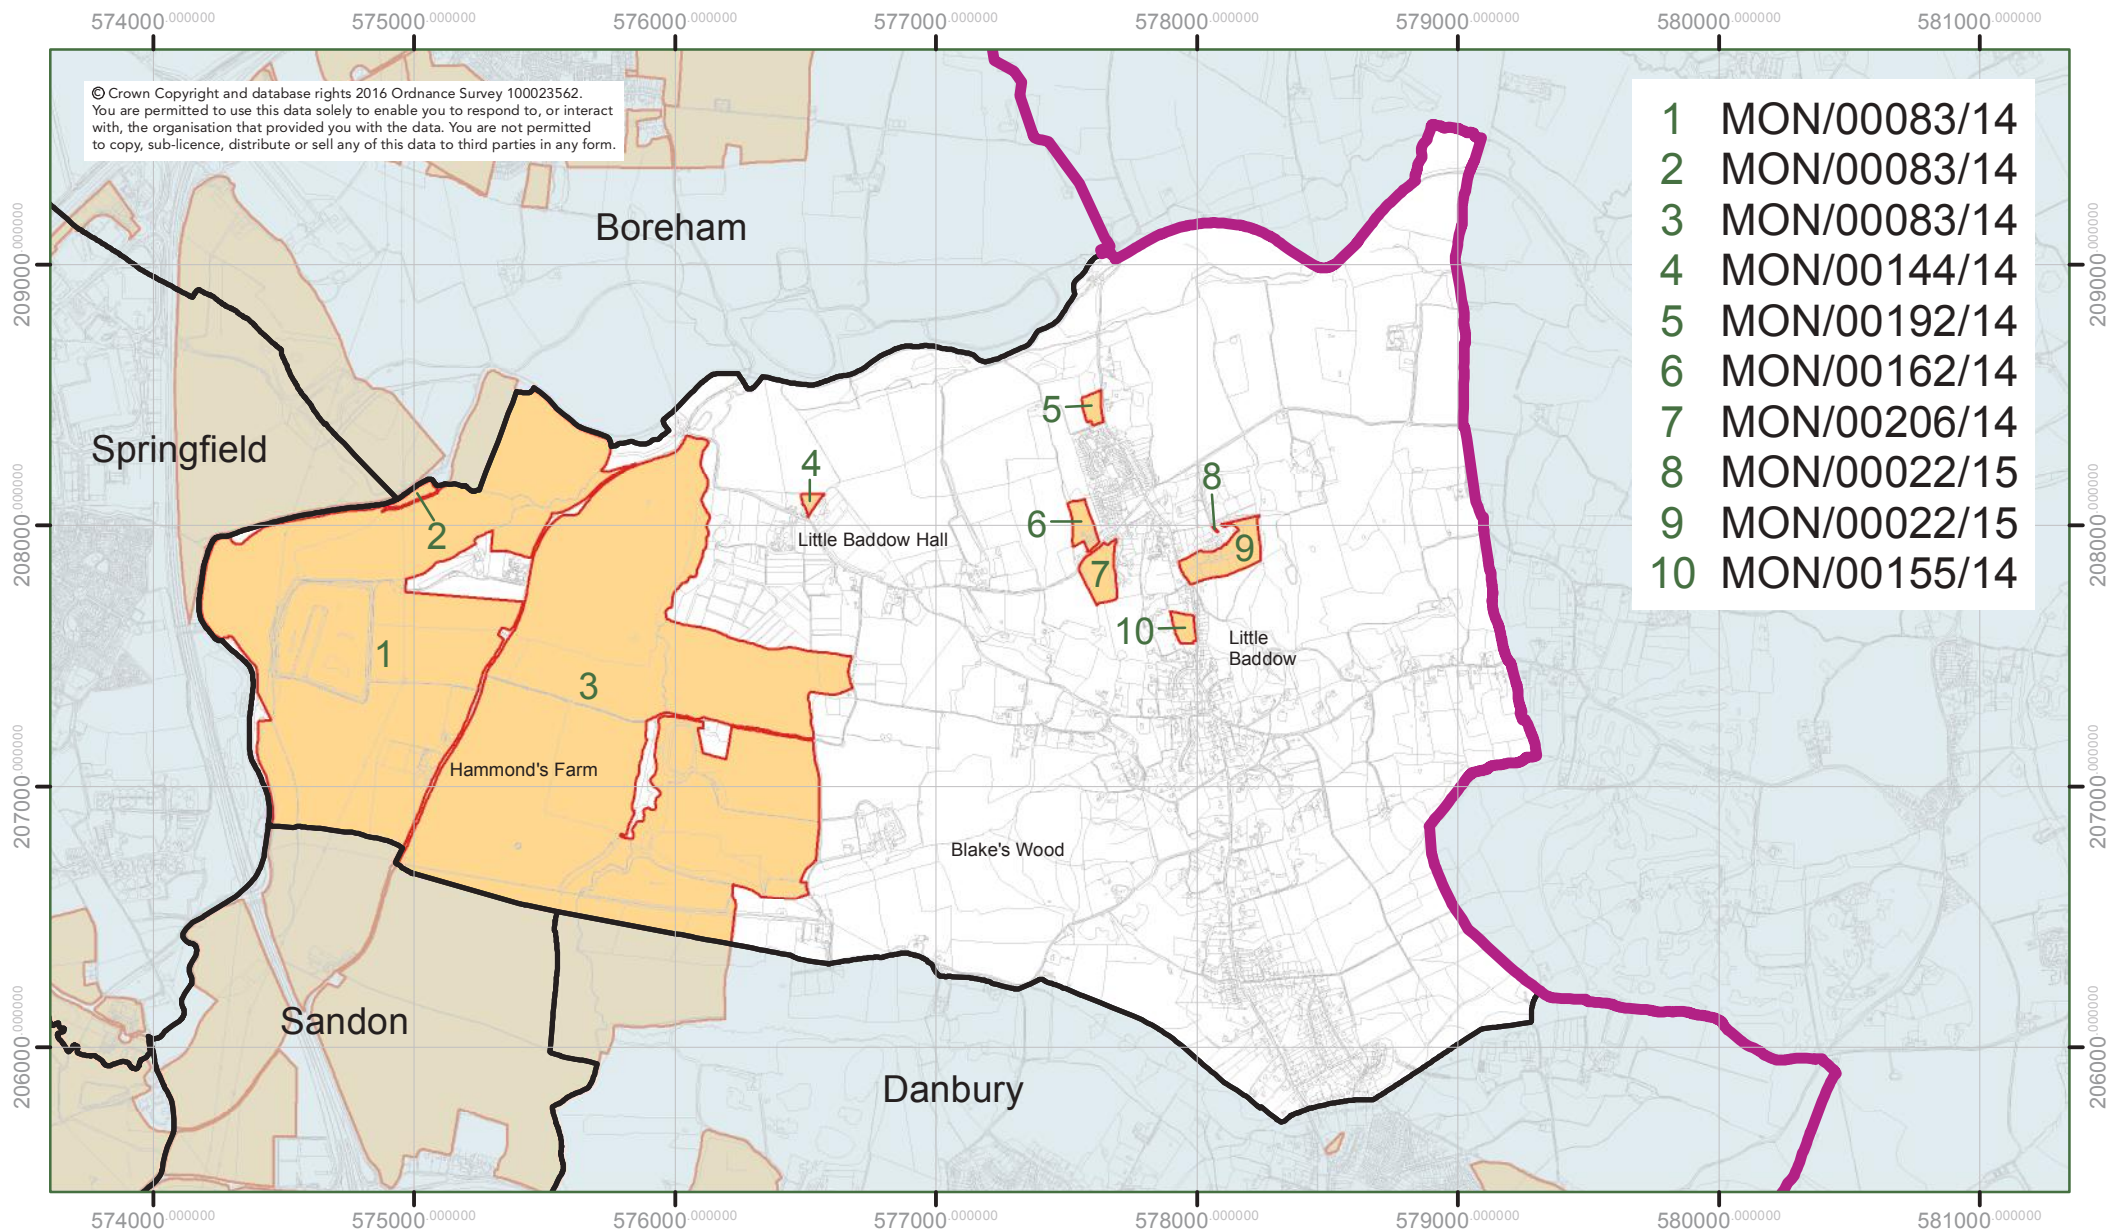 574000.000000 575000.000000 576000.000000 577000.000000 578000.000000 579000.000000 580000.000000 581000.000000
© Crown Copyright and database rights 2016 Ordnance Survey 100023562.
You are permitted to use this data solely to enable you to respond to, or interact
with, the organisation that provided you with the data. You are not permitted
to copy, sub-licence, distribute or sell any of this data to third parties in any form.
1 MON/00083/14
2 MON/00083/14
3 MON/00083/14
4 MON/00144/14
5 MON/00192/14
6 MON/00162/14
7 MON/00206/14
8 MON/00022/15
9 MON/00022/15
10 MON/00155/14
Boreham
209000.000000
209000.000000
Springfield
5
4
8
6
2
Little Baddow Hall
9
7
208000.000000
208000.000000
10
Little
Baddow
1
3
Hammond's Farm
207000.000000
207000.000000
Blake's Wood
Sandon
Danbury
206000.000000
206000.000000
574000.000000 575000.000000 576000.000000 577000.000000 578000.000000 579000.000000 580000.000000 581000.000000